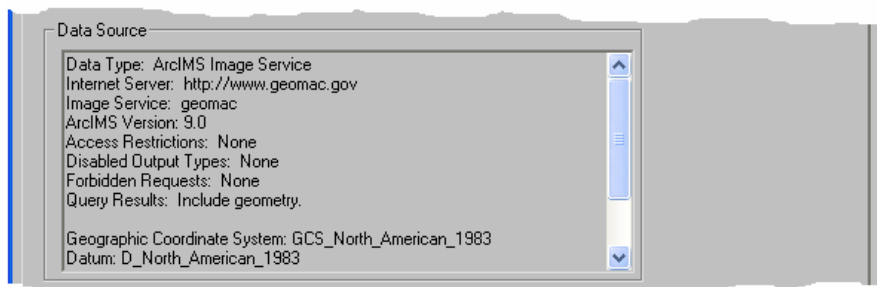 Data Source
Data Type: ArcIMS Image Service
Internet Server: http://www.geomac.gov
Image Service: geomac
ArcIMS Version: 9.0
Access Restrictions: None
Disabled Output Types: None
Forbidden Requests: None
Query Results: Include geometry.
Geographic Coordinate System: GCS_North_American_1983
Datum: D_North_American_1983